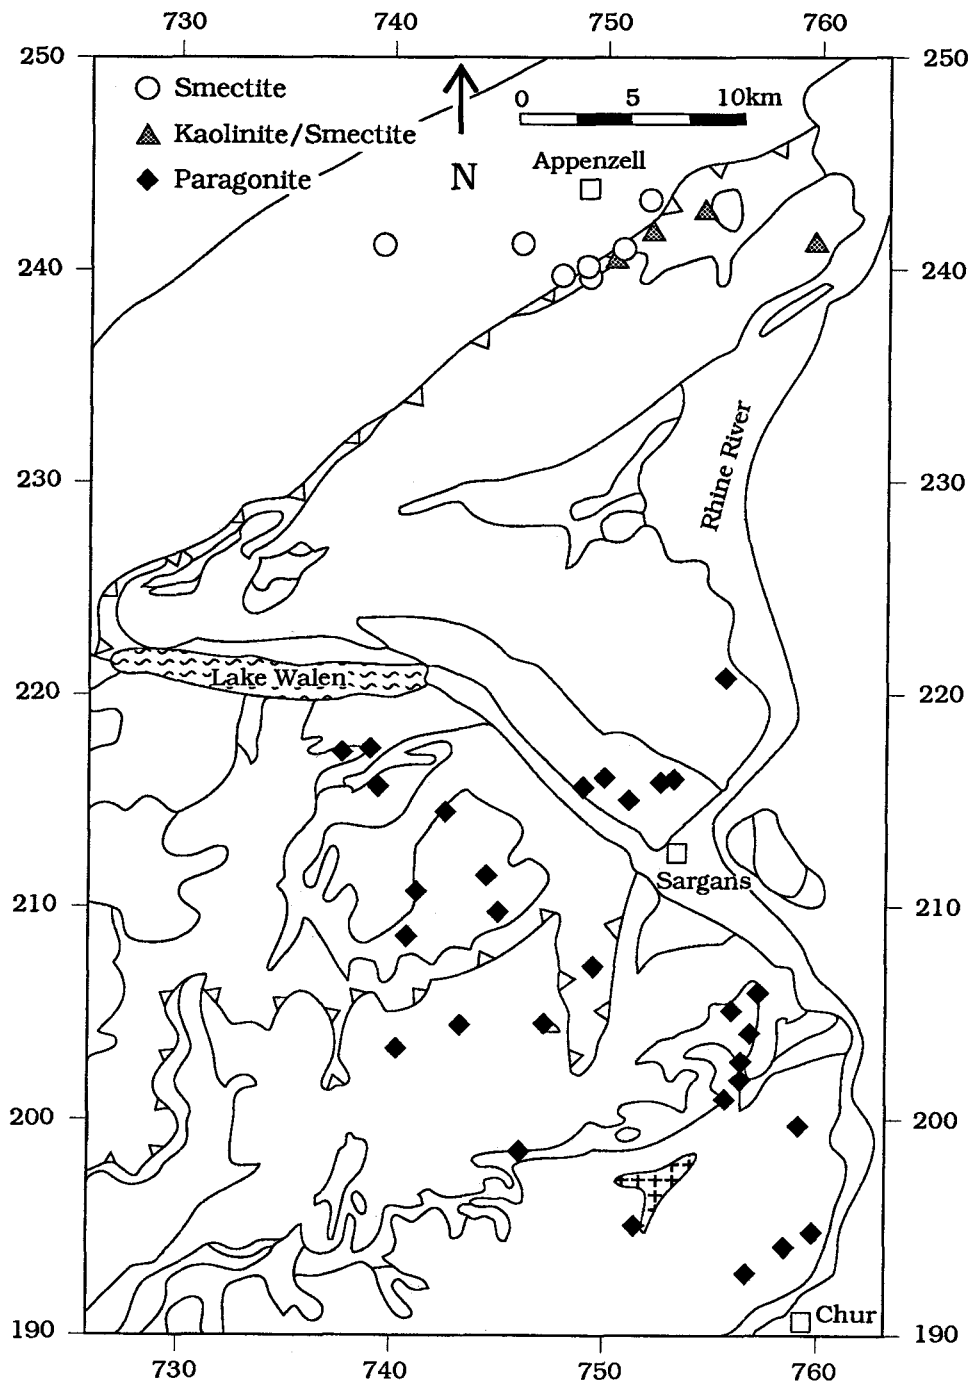 730 740 750 760
250 250
Smectite
0 5 10km
Kaolinite/Smectite
N
Appenzell
Paragonite
240 240
230 230
Rhine River
220 220
Lake Walen
Sargans
210 210
200 200
Chur
190 190
730 740 750 760